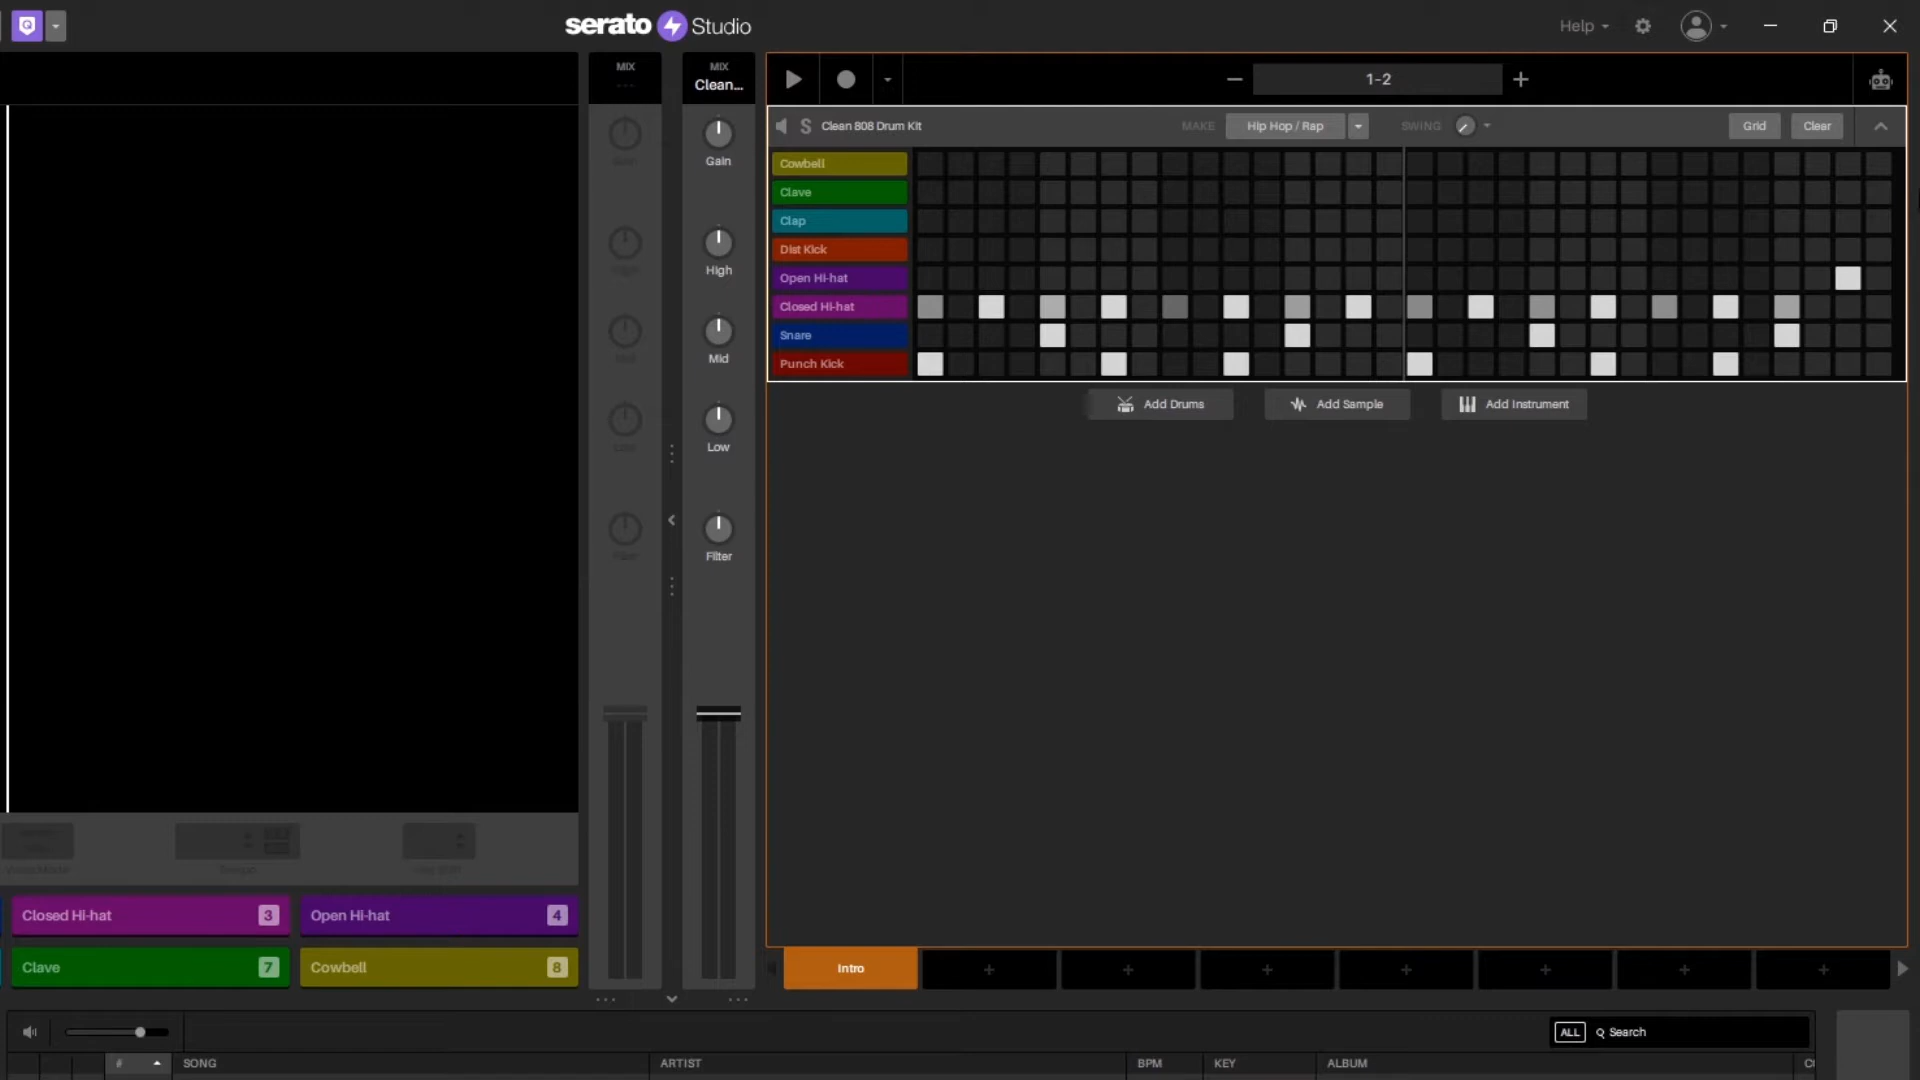 serato Studio
Help
MIX
MIX
Clean...
1-2
S Clean 808 Drum Kit
MAKE
Hip Hop / Rap
SWING
Grid
Clear
Cowbell
Clave
Clap
Dist Kick
Open Hi-hat
Closed Hi-hat
Snare
Punch Kick
Gain
High
Mid
Low
Filter
Add Drums
Add Sample
Add Instrument
Closed Hi-hat 3
Open Hi-hat 4
Clave 7
Cowbell 8
Intro
ALL Search
# SONG ARTIST BPM KEY ALBUM